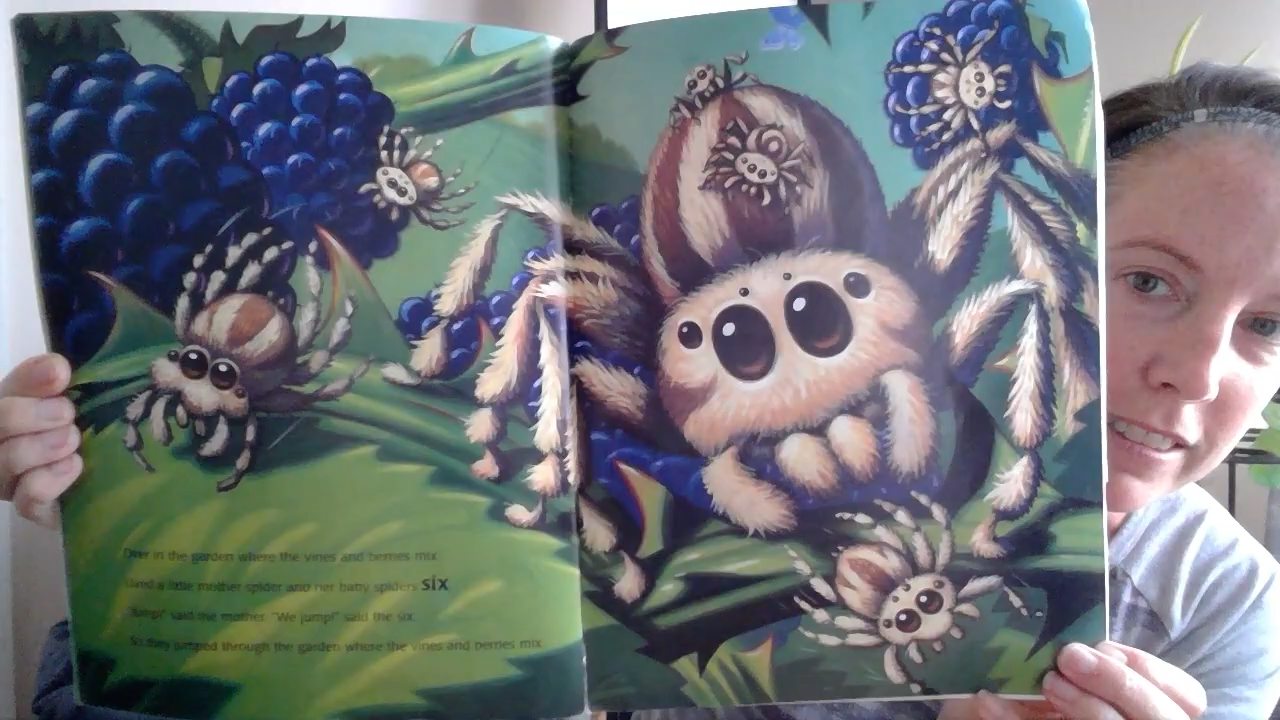 Over in the garden where the vines and berries mix
Lived a little mother spider and her baby spiders six
"Jump!" said the mother. "We jump!" said the six.
So they jumped through the garden where the vines and berries mix